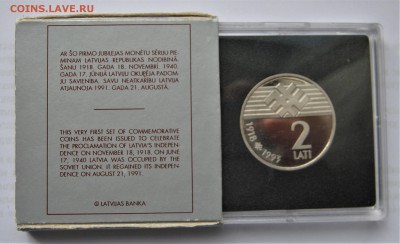 COINS.LAVE.RU
AR ŠO PIRMO JUBILEJAS MONĒTU SĒRIJU PIE-
MINAM LATVIJAS REPUBLIKAS NODIBINĀ-
ŠANU 1918. GADA 18. NOVEMBRĪ. 1940.
GADA 17. JŪNIJĀ LATVIJU OKUPĒJA PADOM-
JU SAVIENĪBA. SAVU NEATKARĪBU LATVIJA
ATJAUNOJA 1991. GADA 21. AUGUSTĀ.
THIS VERY FIRST SET OF COMMEMORATIVE
COINS HAS BEEN ISSUED TO CELEBRATE
THE PROCLAMATION OF LATVIA'S INDEPEN-
DENCE ON NOVEMBER 18, 1918. ON JUNE
17, 1940 LATVIA WAS OCCUPIED BY THE
SOVIET UNION. IT REGAINED ITS INDEPEN-
DENCE ON AUGUST 21, 1991.
© LATVIJAS BANKA
1918 1993
2
LATI